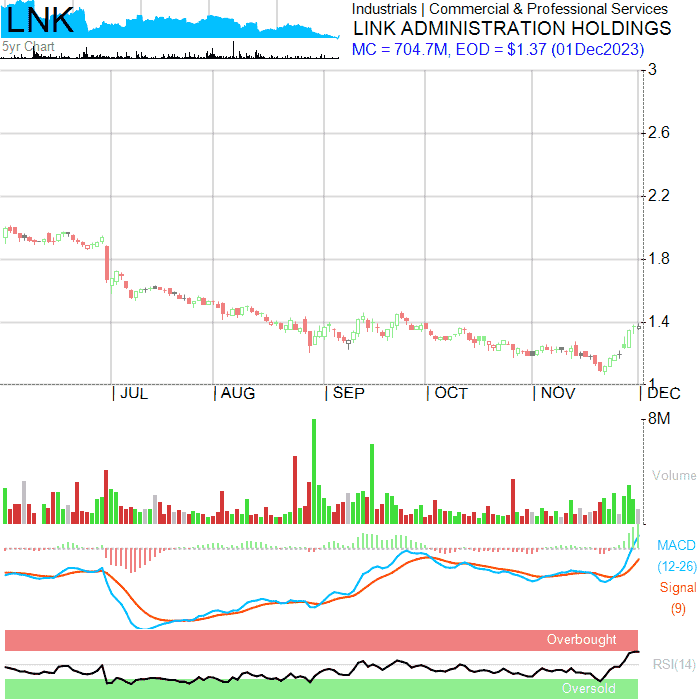 LNK
Industrials | Commercial & Professional Services
LINK ADMINISTRATION HOLDINGS
MC = 704.7M, EOD = $1.37 (01Dec2023)
5yr Chart
3
2.6
2.2
1.8
1.4
1
| JUL | AUG | SEP | OCT | NOV | DEC
8M
Volume
MACD
(12-26)
Signal
(9)
Overbought
RSI(14)
Oversold